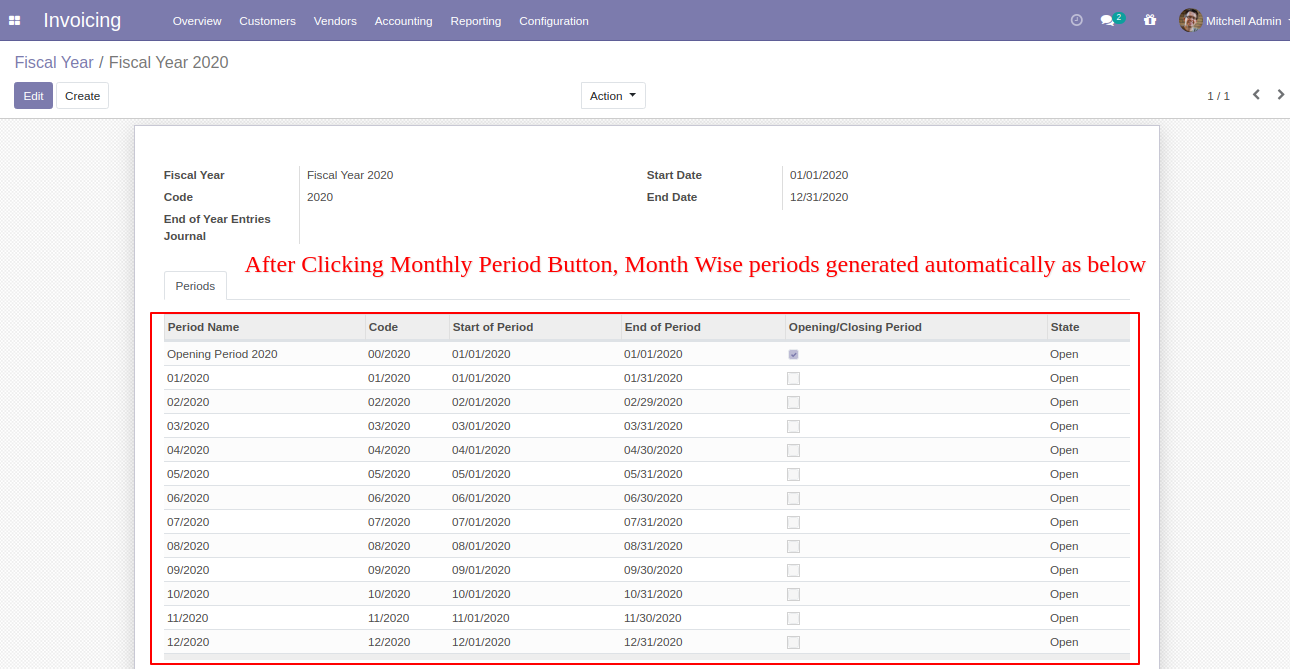 Invoicing Overview Customers Vendors Accounting Reporting Configuration 2 Mitchell Admin
Fiscal Year / Fiscal Year 2020
Edit Create Action 1 / 1
Fiscal Year Fiscal Year 2020 Start Date 01/01/2020
Code 2020 End Date 12/31/2020
End of Year Entries
Journal
After Clicking Monthly Period Button, Month Wise periods generated automatically as below
Periods
Period Name Code Start of Period End of Period Opening/Closing Period State
Opening Period 2020 00/2020 01/01/2020 01/01/2020 Open
01/2020 01/2020 01/01/2020 01/31/2020 Open
02/2020 02/2020 02/01/2020 02/29/2020 Open
03/2020 03/2020 03/01/2020 03/31/2020 Open
04/2020 04/2020 04/01/2020 04/30/2020 Open
05/2020 05/2020 05/01/2020 05/31/2020 Open
06/2020 06/2020 06/01/2020 06/30/2020 Open
07/2020 07/2020 07/01/2020 07/31/2020 Open
08/2020 08/2020 08/01/2020 08/31/2020 Open
09/2020 09/2020 09/01/2020 09/30/2020 Open
10/2020 10/2020 10/01/2020 10/31/2020 Open
11/2020 11/2020 11/01/2020 11/30/2020 Open
12/2020 12/2020 12/01/2020 12/31/2020 Open